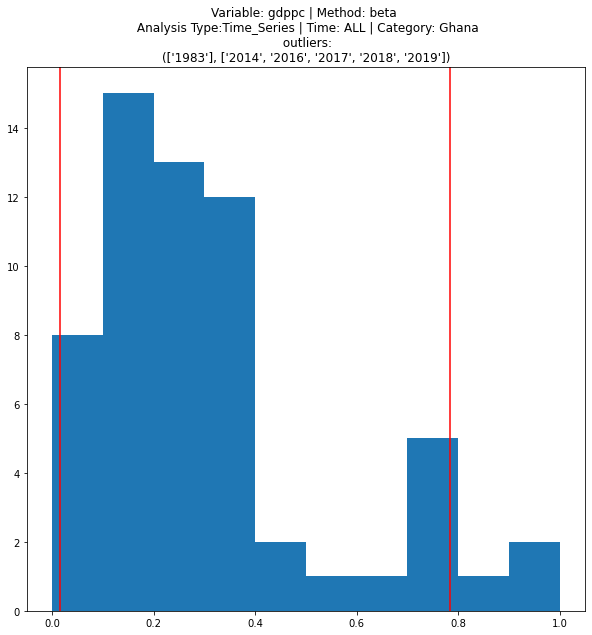 Variable: gdppc | Method: beta
Analysis Type:Time_Series | Time: ALL | Category: Ghana
outliers:
(['1983'], ['2014', '2016', '2017', '2018', '2019'])
14
12
10
8
6
4
2
0
0.0 0.2 0.4 0.6 0.8 1.0